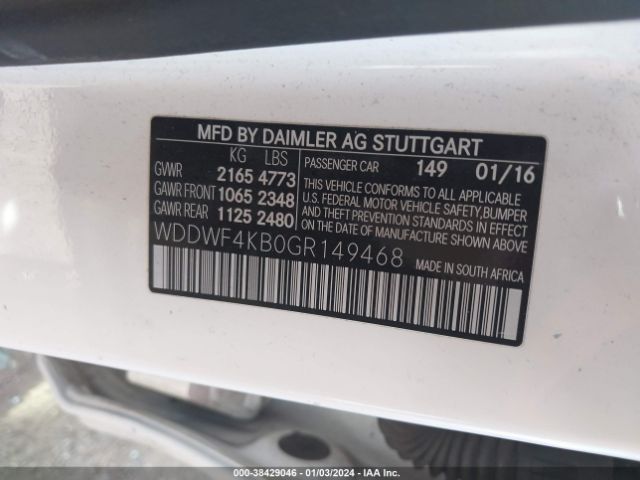 MFD BY DAIMLER AG STUTTGART
KG LBS
GVWR 2165 4773
GAWR FRONT 1065 2348
GAWR REAR 1125 2480
PASSENGER CAR 149 01/16
THIS VEHICLE CONFORMS TO ALL APPLICABLE
U.S. FEDERAL MOTOR VEHICLE SAFETY, BUMPER
AND THEFT PREVENTION STANDARDS IN EFFECT
ON THE DATE OF MANUFACTURE SHOWN ABOVE.
WDDWF4KB0GR149468
MADE IN SOUTH AFRICA
000-38429046 - 01/03/2024 - IAA Inc.